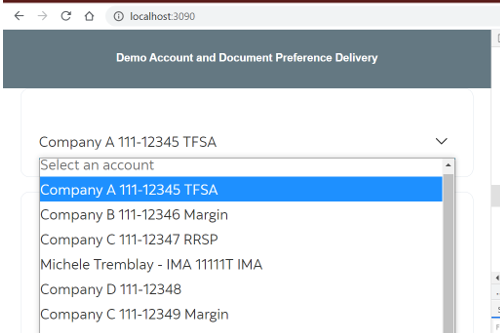 localhost:3090
Demo Account and Document Preference Delivery
Company A 111-12345 TFSA
Select an account
Company A 111-12345 TFSA
Company B 111-12346 Margin
Company C 111-12347 RRSP
Michele Tremblay - IMA 11111T IMA
Company D 111-12348
Company C 111-12349 Margin